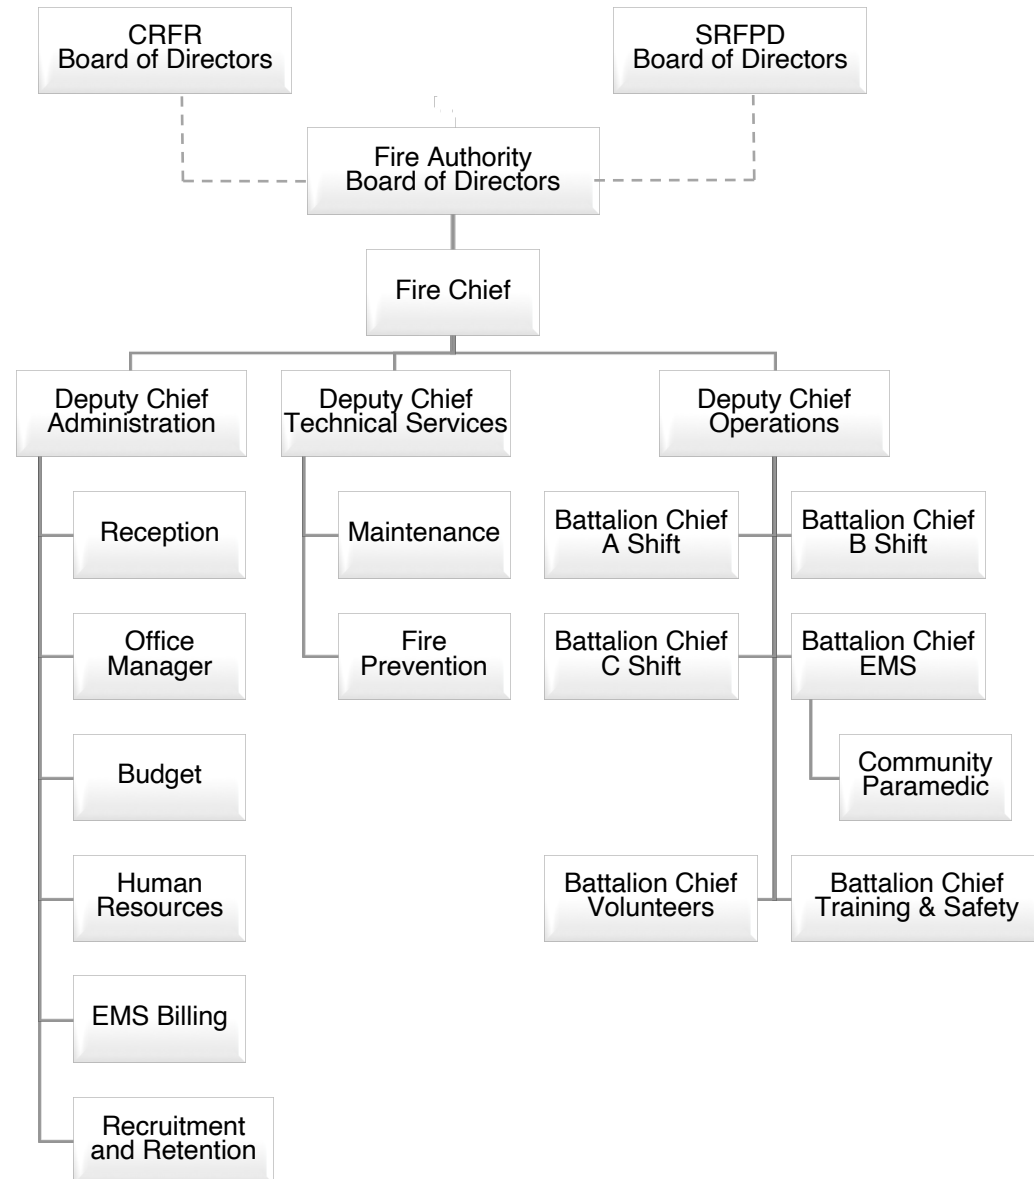 CRFR
Board of Directors
SRFPD
Board of Directors
Fire Authority
Board of Directors
Fire Chief
Deputy Chief
Administration
Deputy Chief
Technical Services
Deputy Chief
Operations
Reception
Maintenance
Battalion Chief
A Shift
Battalion Chief
B Shift
Office
Manager
Fire
Prevention
Battalion Chief
C Shift
Battalion Chief
EMS
Budget
Community
Paramedic
Human
Resources
Battalion Chief
Volunteers
Battalion Chief
Training & Safety
EMS Billing
Recruitment
and Retention